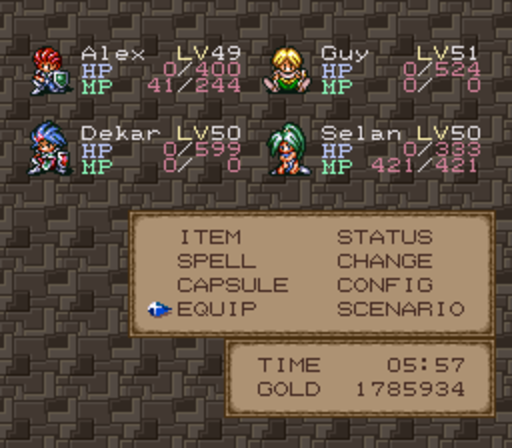 Alex LV49 Guy LV51
HP 0/400 HP 0/524
MP 41/244 MP 0/ 0
Dekar LV50 Selan LV50
HP 0/599 HP 0/333
MP 0/ 0 MP 421/421
ITEM STATUS
SPELL CHANGE
CAPSULE CONFIG
EQUIP SCENARIO
TIME 05:57
GOLD 1785934